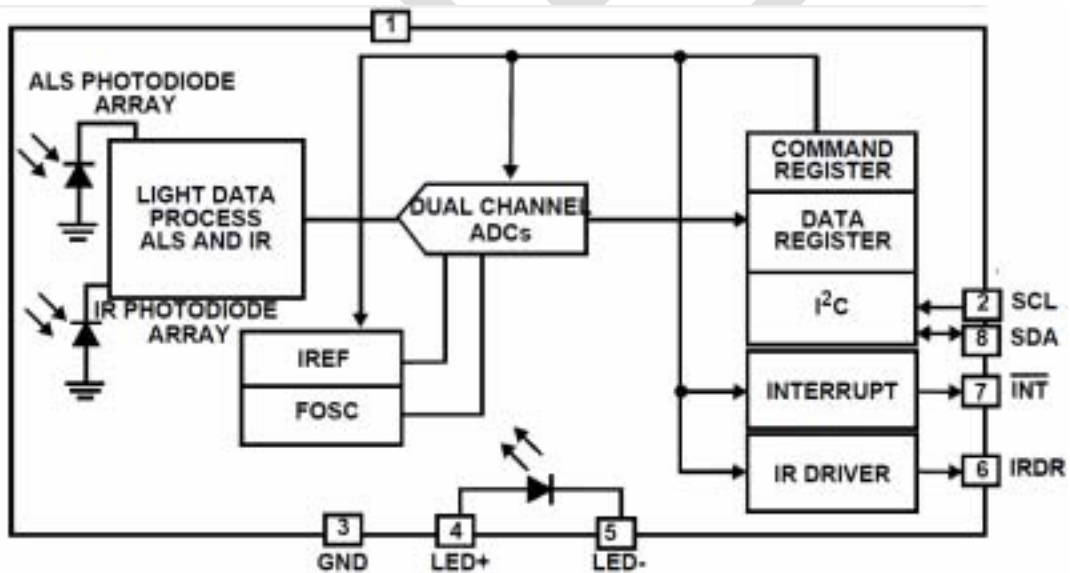 1
ALS PHOTODIODE
ARRAY
LIGHT DATA
PROCESS
ALS AND IR
IR PHOTODIODE
ARRAY
DUAL CHANNEL
ADCs
IREF
FOSC
COMMAND
REGISTER
DATA
REGISTER
I²C
INTERRUPT
IR DRIVER
2 SCL
8 SDA
7 INT
6 IRDR
3
GND
4
LED+
5
LED-